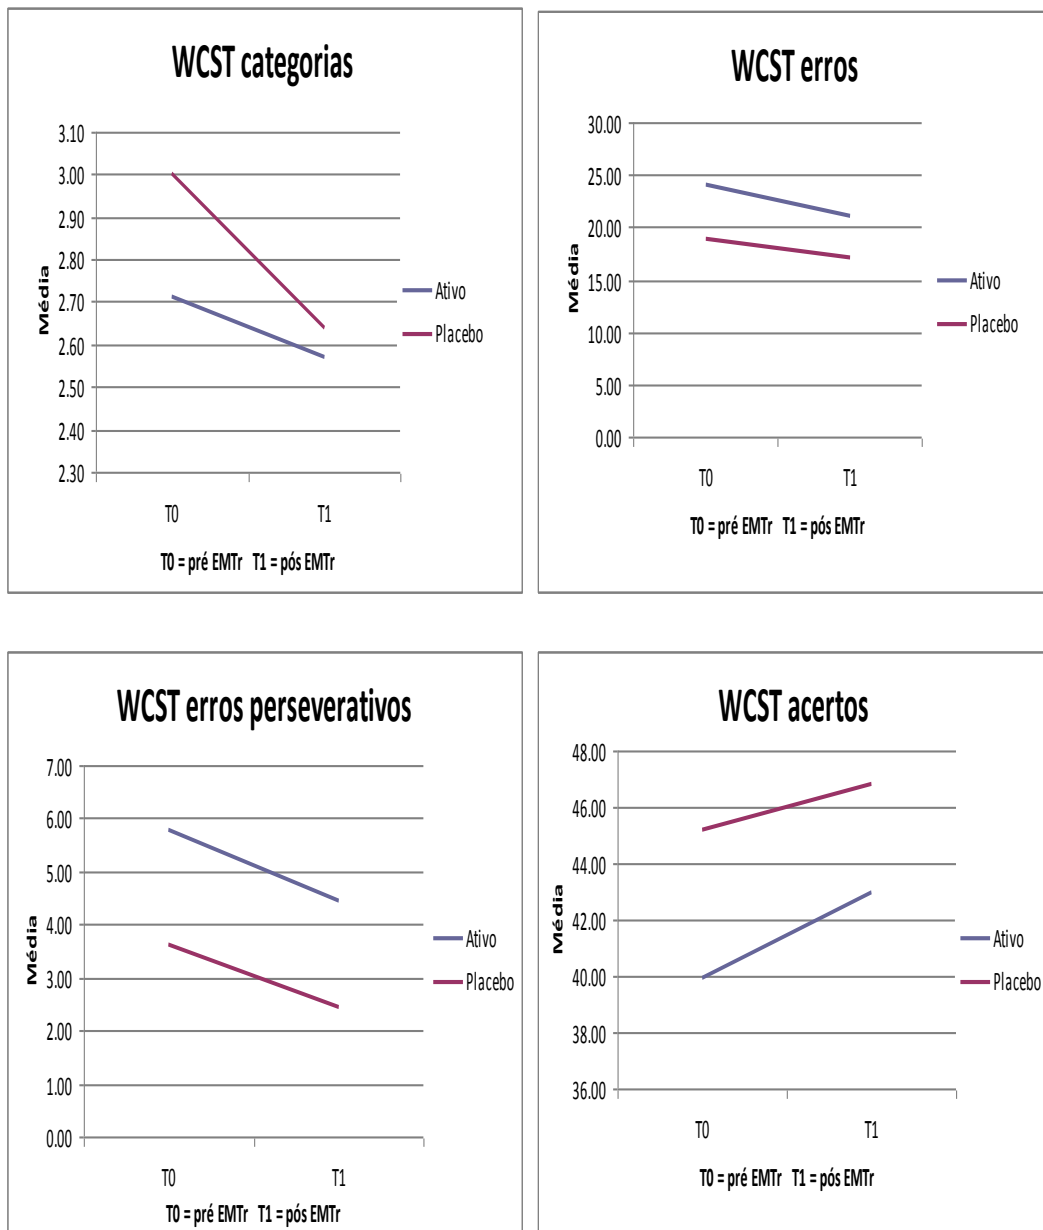 WCST categorias
3.10
3.00
2.90
2.80
2.70
2.60
2.50
2.40
2.30
Média
T0 T1
T0 = pré EMTr T1 = pós EMTr
Ativo
Placebo
WCST erros
30.00
25.00
20.00
15.00
10.00
5.00
0.00
Média
T0 T1
T0 = pré EMTr T1 = pós EMTr
Ativo
Placebo
WCST erros perseverativos
7.00
6.00
5.00
4.00
3.00
2.00
1.00
0.00
Média
T0 T1
T0 = pré EMTr T1 = pós EMTr
Ativo
Placebo
WCST acertos
48.00
46.00
44.00
42.00
40.00
38.00
36.00
Média
T0 T1
T0 = pré EMTr T1 = pós EMTr
Ativo
Placebo